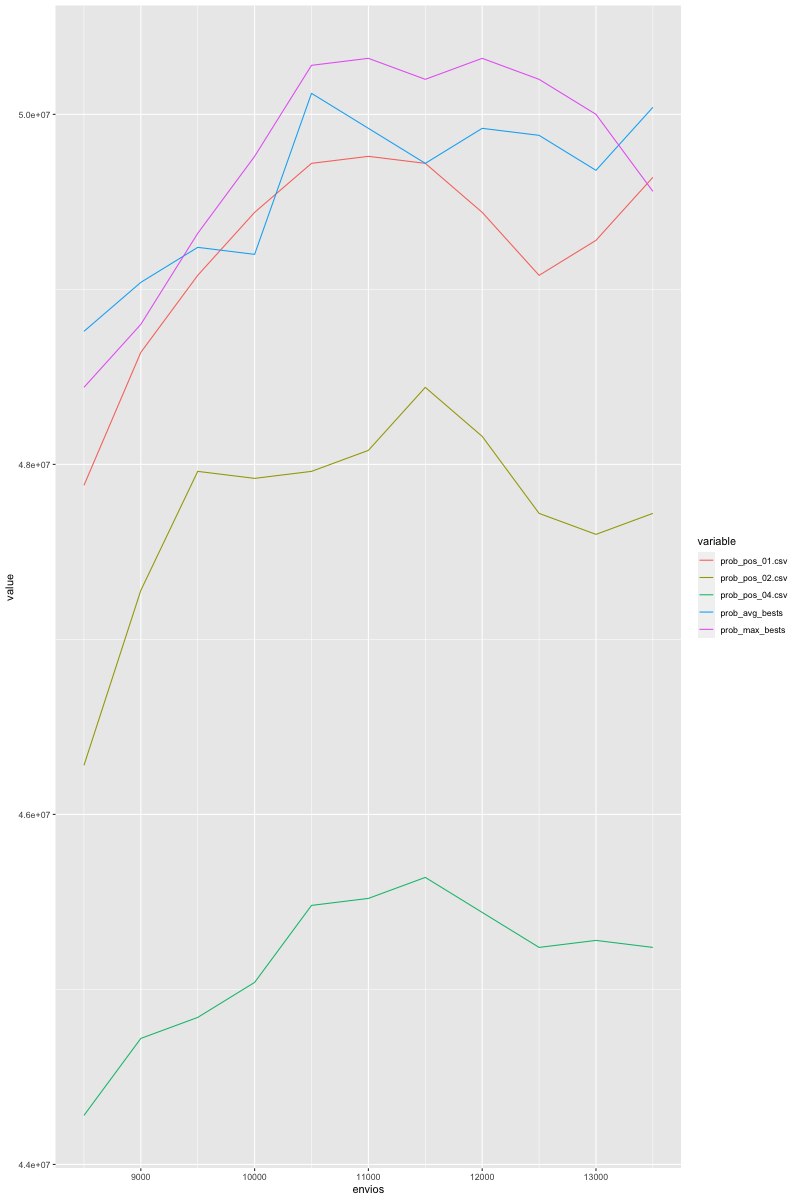 5.0e+07
4.8e+07
4.6e+07
4.4e+07
value
9000
10000
11000
12000
13000
envios
variable
prob_pos_01.csv
prob_pos_02.csv
prob_pos_04.csv
prob_avg_bests
prob_max_bests